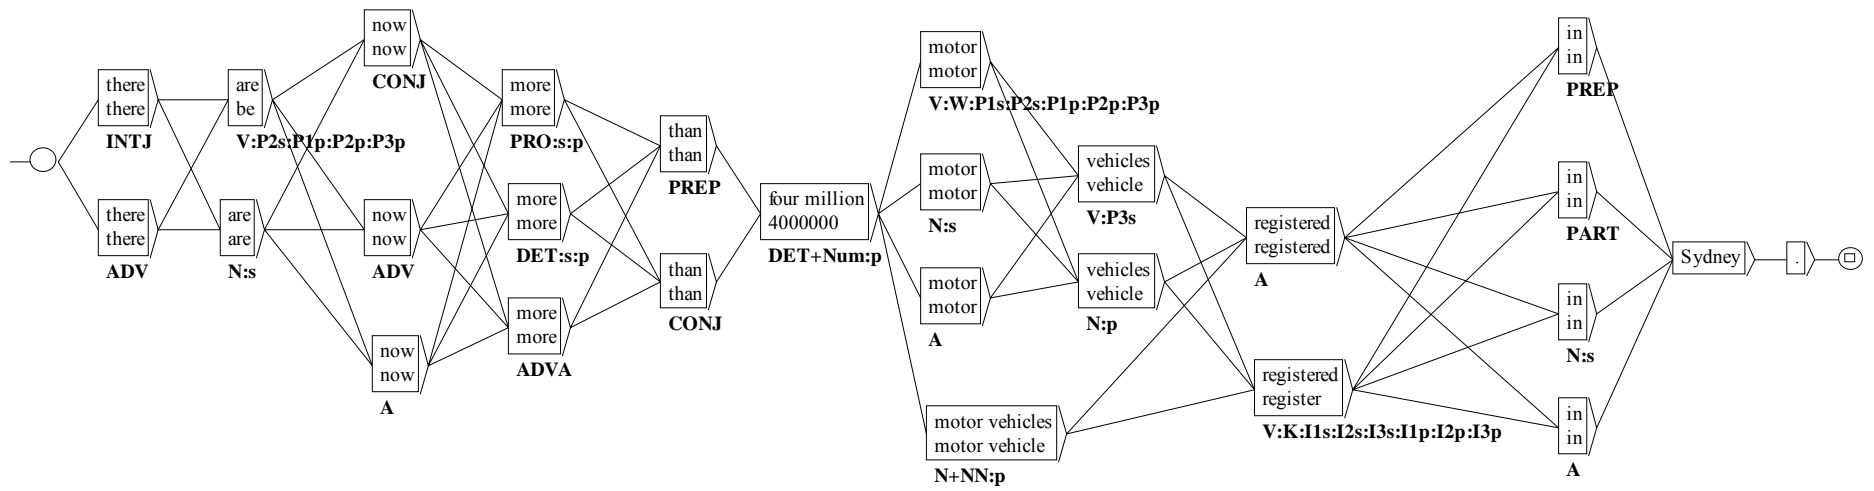 there
there
INTJ
there
there
ADV
are
be
V:P2s:P1p:P2p:P3p
are
are
N:s
now
now
CONJ
now
now
ADV
now
now
A
more
more
PRO:s:p
more
more
DET:s:p
more
more
ADVA
than
than
PREP
than
than
CONJ
four million
4000000
DET+Num:p
motor
motor
V:W:P1s:P2s:P1p:P2p:P3p
motor
motor
N:s
motor
motor
A
motor vehicles
motor vehicle
N+NN:p
vehicles
vehicle
V:P3s
vehicles
vehicle
N:p
registered
registered
A
registered
register
V:K:I1s:I2s:I3s:I1p:I2p:I3p
in
in
PREP
in
in
PART
in
in
N:s
in
in
A
Sydney
.